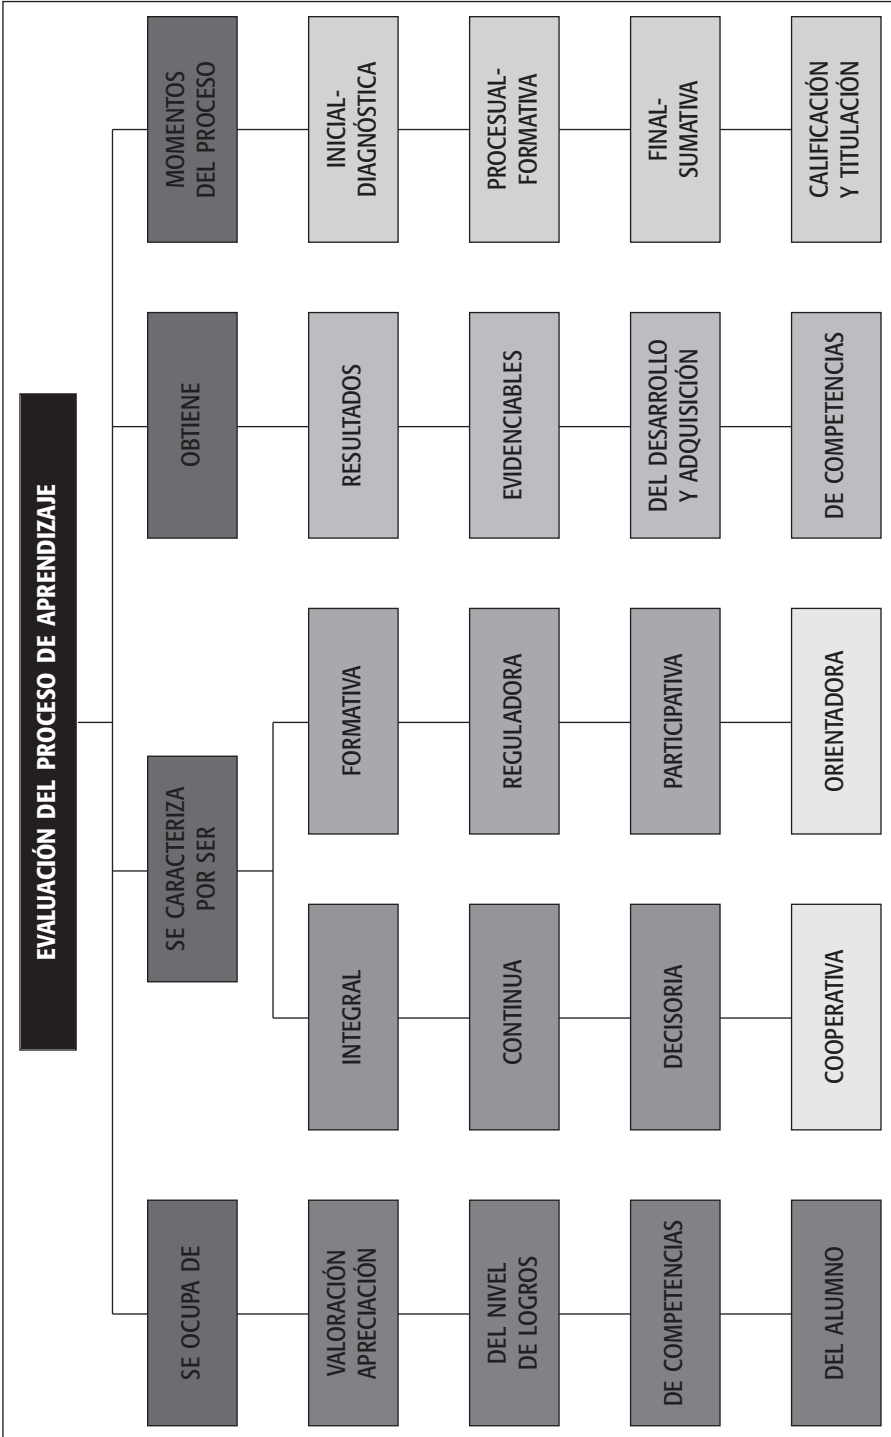 EVALUACIÓN DEL PROCESO DE APRENDIZAJE
SE OCUPA DE
VALORACIÓN
APRECIACIÓN
DEL NIVEL
DE LOGROS
DE COMPETENCIAS
DEL ALUMNO
SE CARACTERIZA
POR SER
INTEGRAL
CONTINUA
DECISORIA
COOPERATIVA
FORMATIVA
REGULADORA
PARTICIPATIVA
ORIENTADORA
OBTIENE
RESULTADOS
EVIDENCIABLES
DEL DESARROLLO
Y ADQUISICIÓN
DE COMPETENCIAS
MOMENTOS
DEL PROCESO
INICIAL-
DIAGNÓSTICA
PROCESUAL-
FORMATIVA
FINAL-
SUMATIVA
CALIFICACIÓN
Y TITULACIÓN